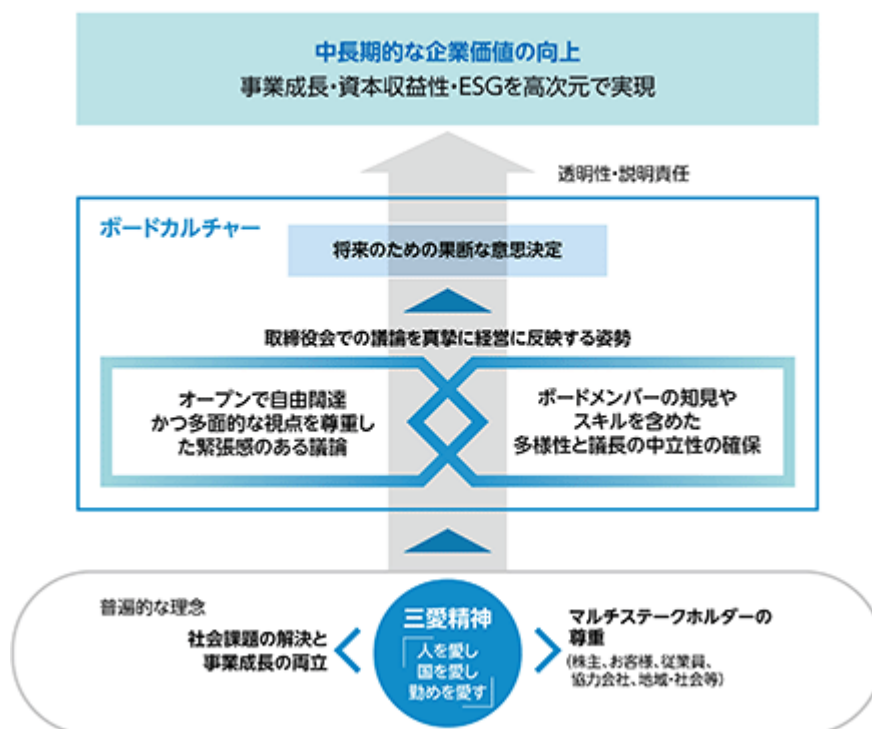 中長期的な企業価値の向上
事業成長・資本収益性・ESGを高次元で実現
透明性・説明責任
ボードカルチャー
将来のための果断な意思決定
取締役会での議論を真摯に経営に反映する姿勢
オープンで自由闊達
かつ多面的な視点を尊重し
た緊張感のある議論
ボードメンバーの知見や
スキルを含めた
多様性と議長の中立性の確保
普遍的な理念
社会課題の解決と
事業成長の両立
三愛精神
「人を愛し
国を愛し
勤めを愛す」
マルチステークホルダーの
尊重
(株主、お客様、従業員、
協力会社、地域・社会等)